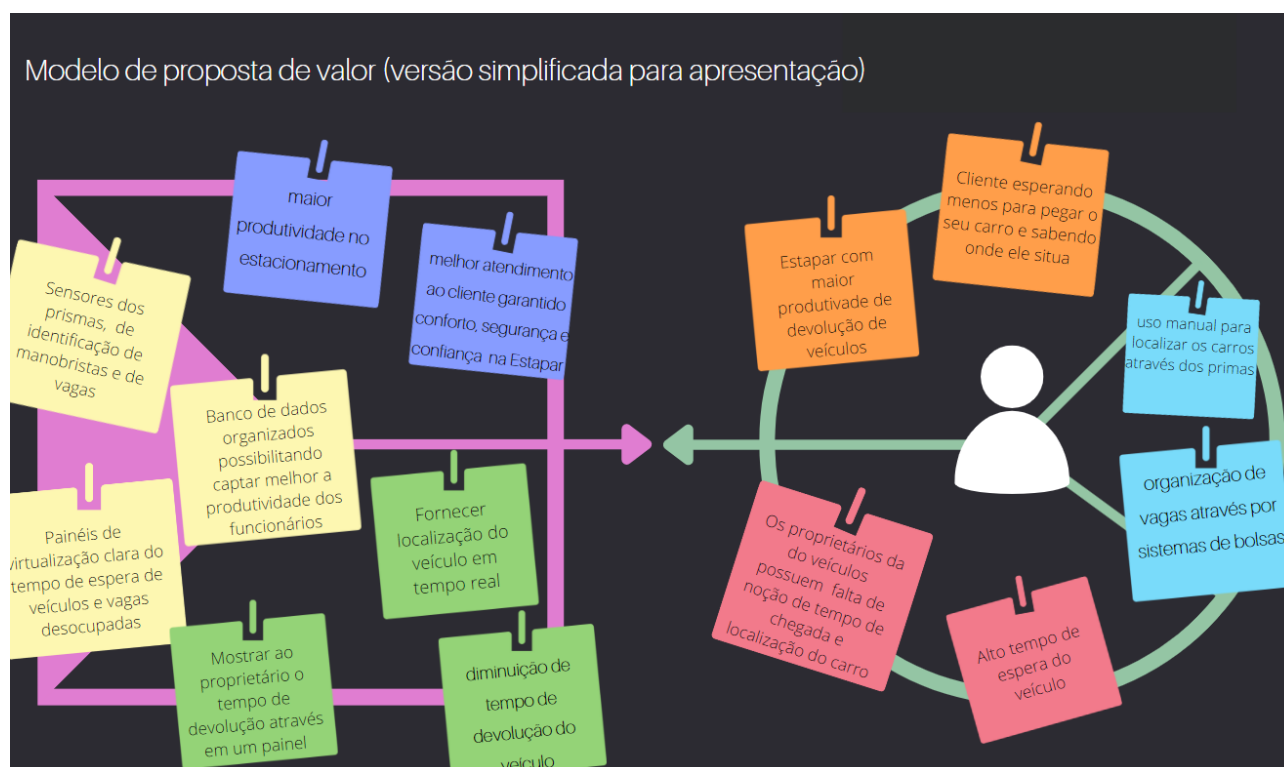 Modelo de proposta de valor (versão simplificada para apresentação)
maior
produtividade no
estacionamento
melhor atendimento
ao cliente garantido
conforto, segurança e
confiança na Estapar
Sensores dos
prismas, de
identificação de
manobristas e de
vagas
Banco de dados
organizados
possibilitando
captar melhor a
produtividade dos
funcionários
Painéis de
virtualização clara do
tempo de espera de
veículos e vagas
desocupadas
Fornecer
localização do
veículo em
tempo real
Mostrar ao
proprietário o
tempo de
devolução através
em um painel
diminuição de
tempo de
devolução do
veículo
Cliente esperando
menos para pegar o
seu carro e sabendo
onde ele situa
Estapar com
maior
produtivade de
devolução de
veículos
uso manual para
localizar os carros
através dos primas
organização de
vagas através por
sistemas de bolsas
Os proprietários da
do veículos
possuem falta de
noção de tempo de
chegada e
localização do carro
Alto tempo de
espera do
veículo